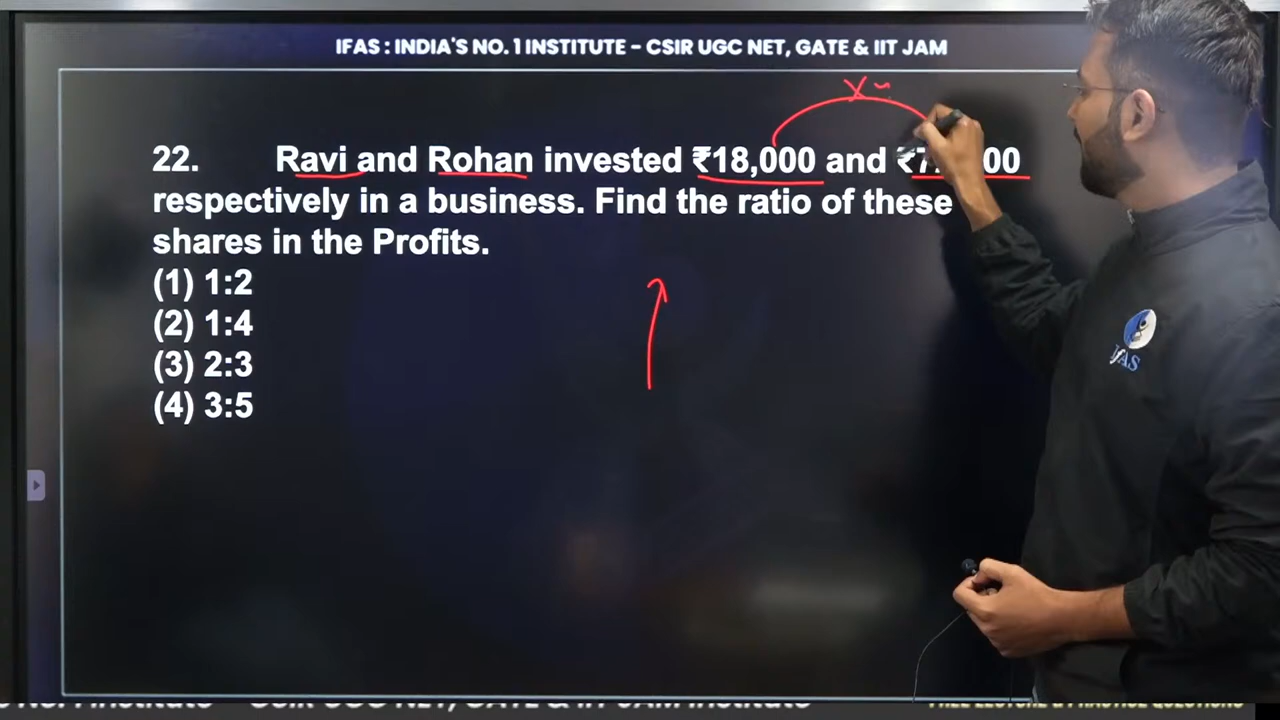 IFAS : INDIA'S NO. 1 INSTITUTE – CSIR UGC NET, GATE & IIT JAM
X
22. Ravi and Rohan invested ₹18,000 and
respectively in a business. Find the ratio of these
shares in the Profits.
(1) 1:2
(2) 1:4
(3) 2:3
(4) 3:5
IFAS